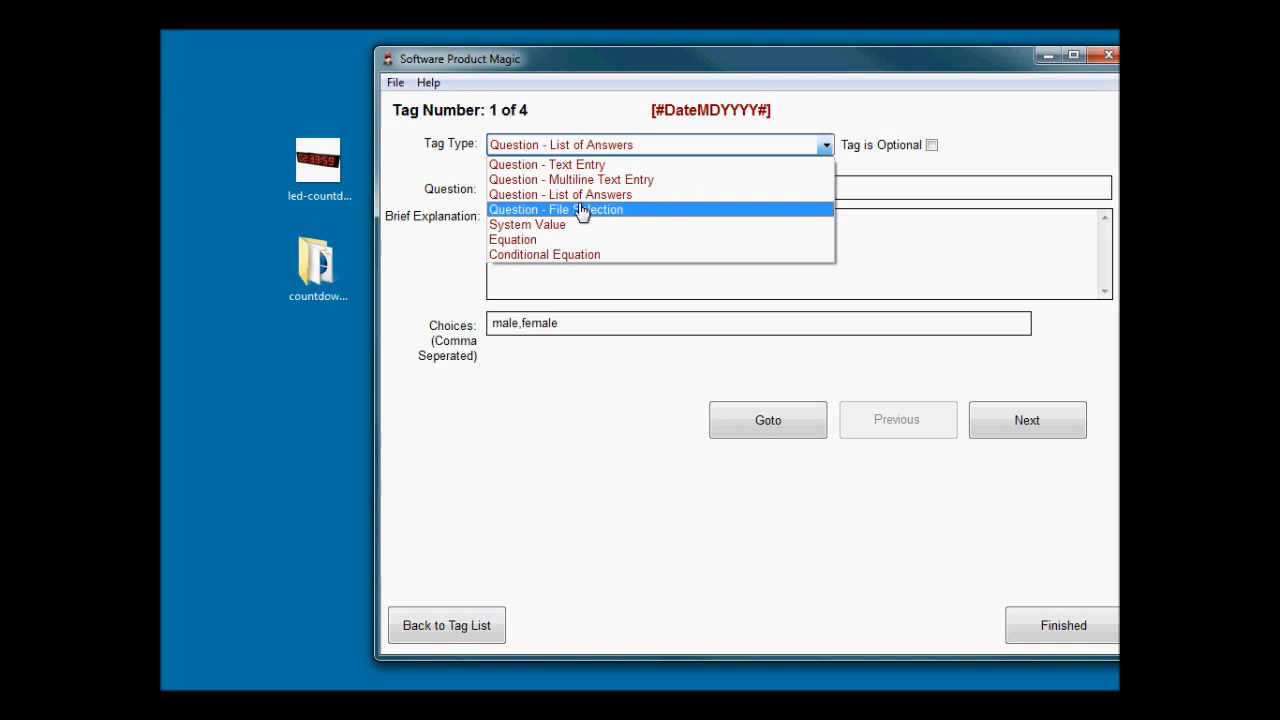 Software Product Magic
File Help
Tag Number: 1 of 4
[#DateMDYYYY#]
Tag Type:
Question - List of Answers
Tag is Optional
Question - Text Entry
Question - Multiline Text Entry
Question - List of Answers
Question - File Selection
System Value
Equation
Conditional Equation
Question:
Brief Explanation:
Choices:
(Comma
Seperated)
male,female
Goto
Previous
Next
Back to Tag List
Finished
led-countd...
countdow...